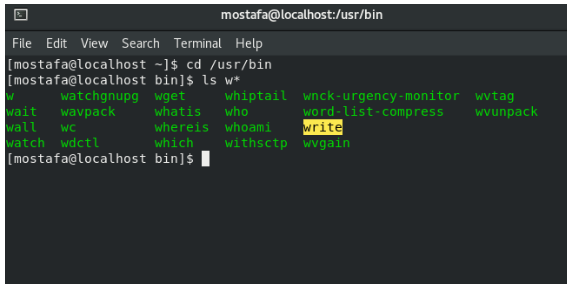 mostafa@localhost:/usr/bin
File Edit View Search Terminal Help
[mostafa@localhost ~]$ cd /usr/bin
[mostafa@localhost bin]$ ls w*
w watchgnupg wget whiptail wnck-urgency-monitor wvtag
wait wavpack whatis who word-list-compress wvunpack
wall wc whereis whoami write
watch wdctl which withsctp wvgain
[mostafa@localhost bin]$